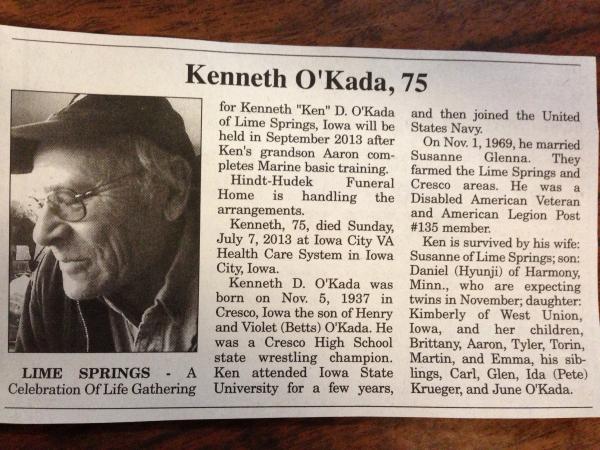 Kenneth O'Kada, 75
LIME SPRINGS - A
Celebration Of Life Gathering
for Kenneth "Ken" D. O'Kada
of Lime Springs, Iowa will be
held in September 2013 after
Ken's grandson Aaron com-
pletes Marine basic training.
Hindt-Hudek Funeral
Home is handling the
arrangements.
Kenneth, 75, died Sunday,
July 7, 2013 at Iowa City VA
Health Care System in Iowa
City, Iowa.
Kenneth D. O'Kada was
born on Nov. 5, 1937 in
Cresco, Iowa the son of Henry
and Violet (Betts) O'Kada. He
was a Cresco High School
state wrestling champion.
Ken attended Iowa State
University for a few years,
and then joined the United
States Navy.
On Nov. 1, 1969, he married
Susanne Glenna. They
farmed the Lime Springs and
Cresco areas. He was a
Disabled American Veteran
and American Legion Post
#135 member.
Ken is survived by his wife:
Susanne of Lime Springs; son:
Daniel (Hyunji) of Harmony,
Minn., who are expecting
twins in November; daughter:
Kimberly of West Union,
Iowa, and her children,
Brittany, Aaron, Tyler, Torin,
Martin, and Emma, his sib-
lings, Carl, Glen, Ida (Pete)
Krueger, and June O'Kada.